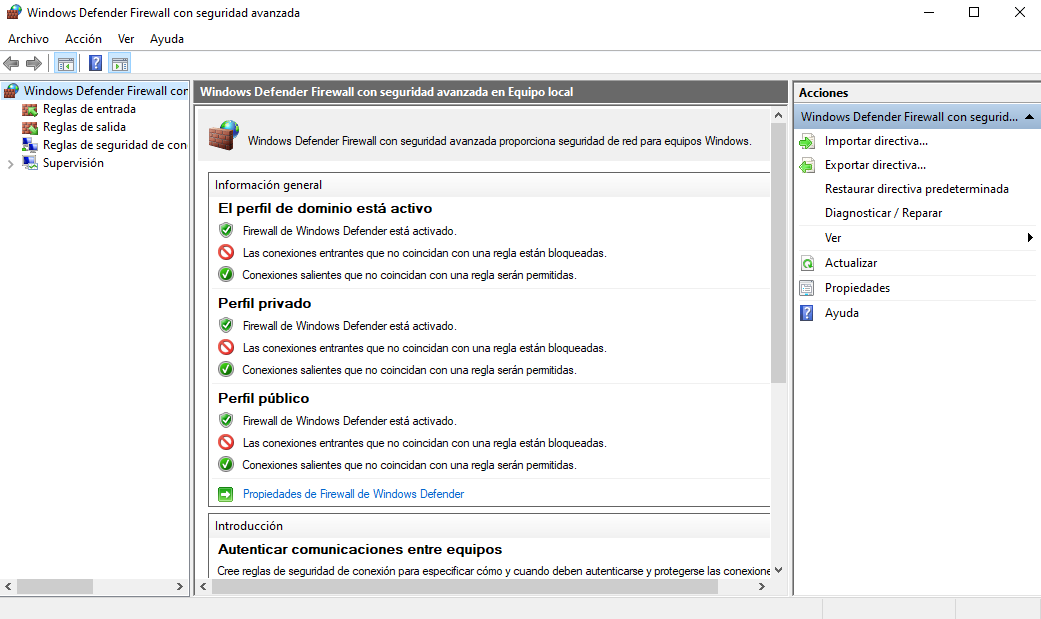 Windows Defender Firewall con seguridad avanzada
Archivo Acción Ver Ayuda
Windows Defender Firewall cor
Reglas de entrada
Reglas de salida
Reglas de seguridad de con
Supervisión
Windows Defender Firewall con seguridad avanzada en Equipo local
Windows Defender Firewall con seguridad avanzada proporciona seguridad de red para equipos Windows.
Información general
El perfil de dominio está activo
Firewall de Windows Defender está activado.
Las conexiones entrantes que no coincidan con una regla están bloqueadas.
Conexiones salientes que no coincidan con una regla serán permitidas.
Perfil privado
Firewall de Windows Defender está activado.
Las conexiones entrantes que no coincidan con una regla están bloqueadas.
Conexiones salientes que no coincidan con una regla serán permitidas.
Perfil público
Firewall de Windows Defender está activado.
Las conexiones entrantes que no coincidan con una regla están bloqueadas.
Conexiones salientes que no coincidan con una regla serán permitidas.
Propiedades de Firewall de Windows Defender
Introducción
Autenticar comunicaciones entre equipos
Cree reglas de seguridad de conexión para especificar cómo y cuando deben autenticarse y protegerse las conexione
Acciones
Windows Defender Firewall con segurid...
Importar directiva...
Exportar directiva...
Restaurar directiva predeterminada
Diagnosticar / Reparar
Ver
Actualizar
Propiedades
Ayuda